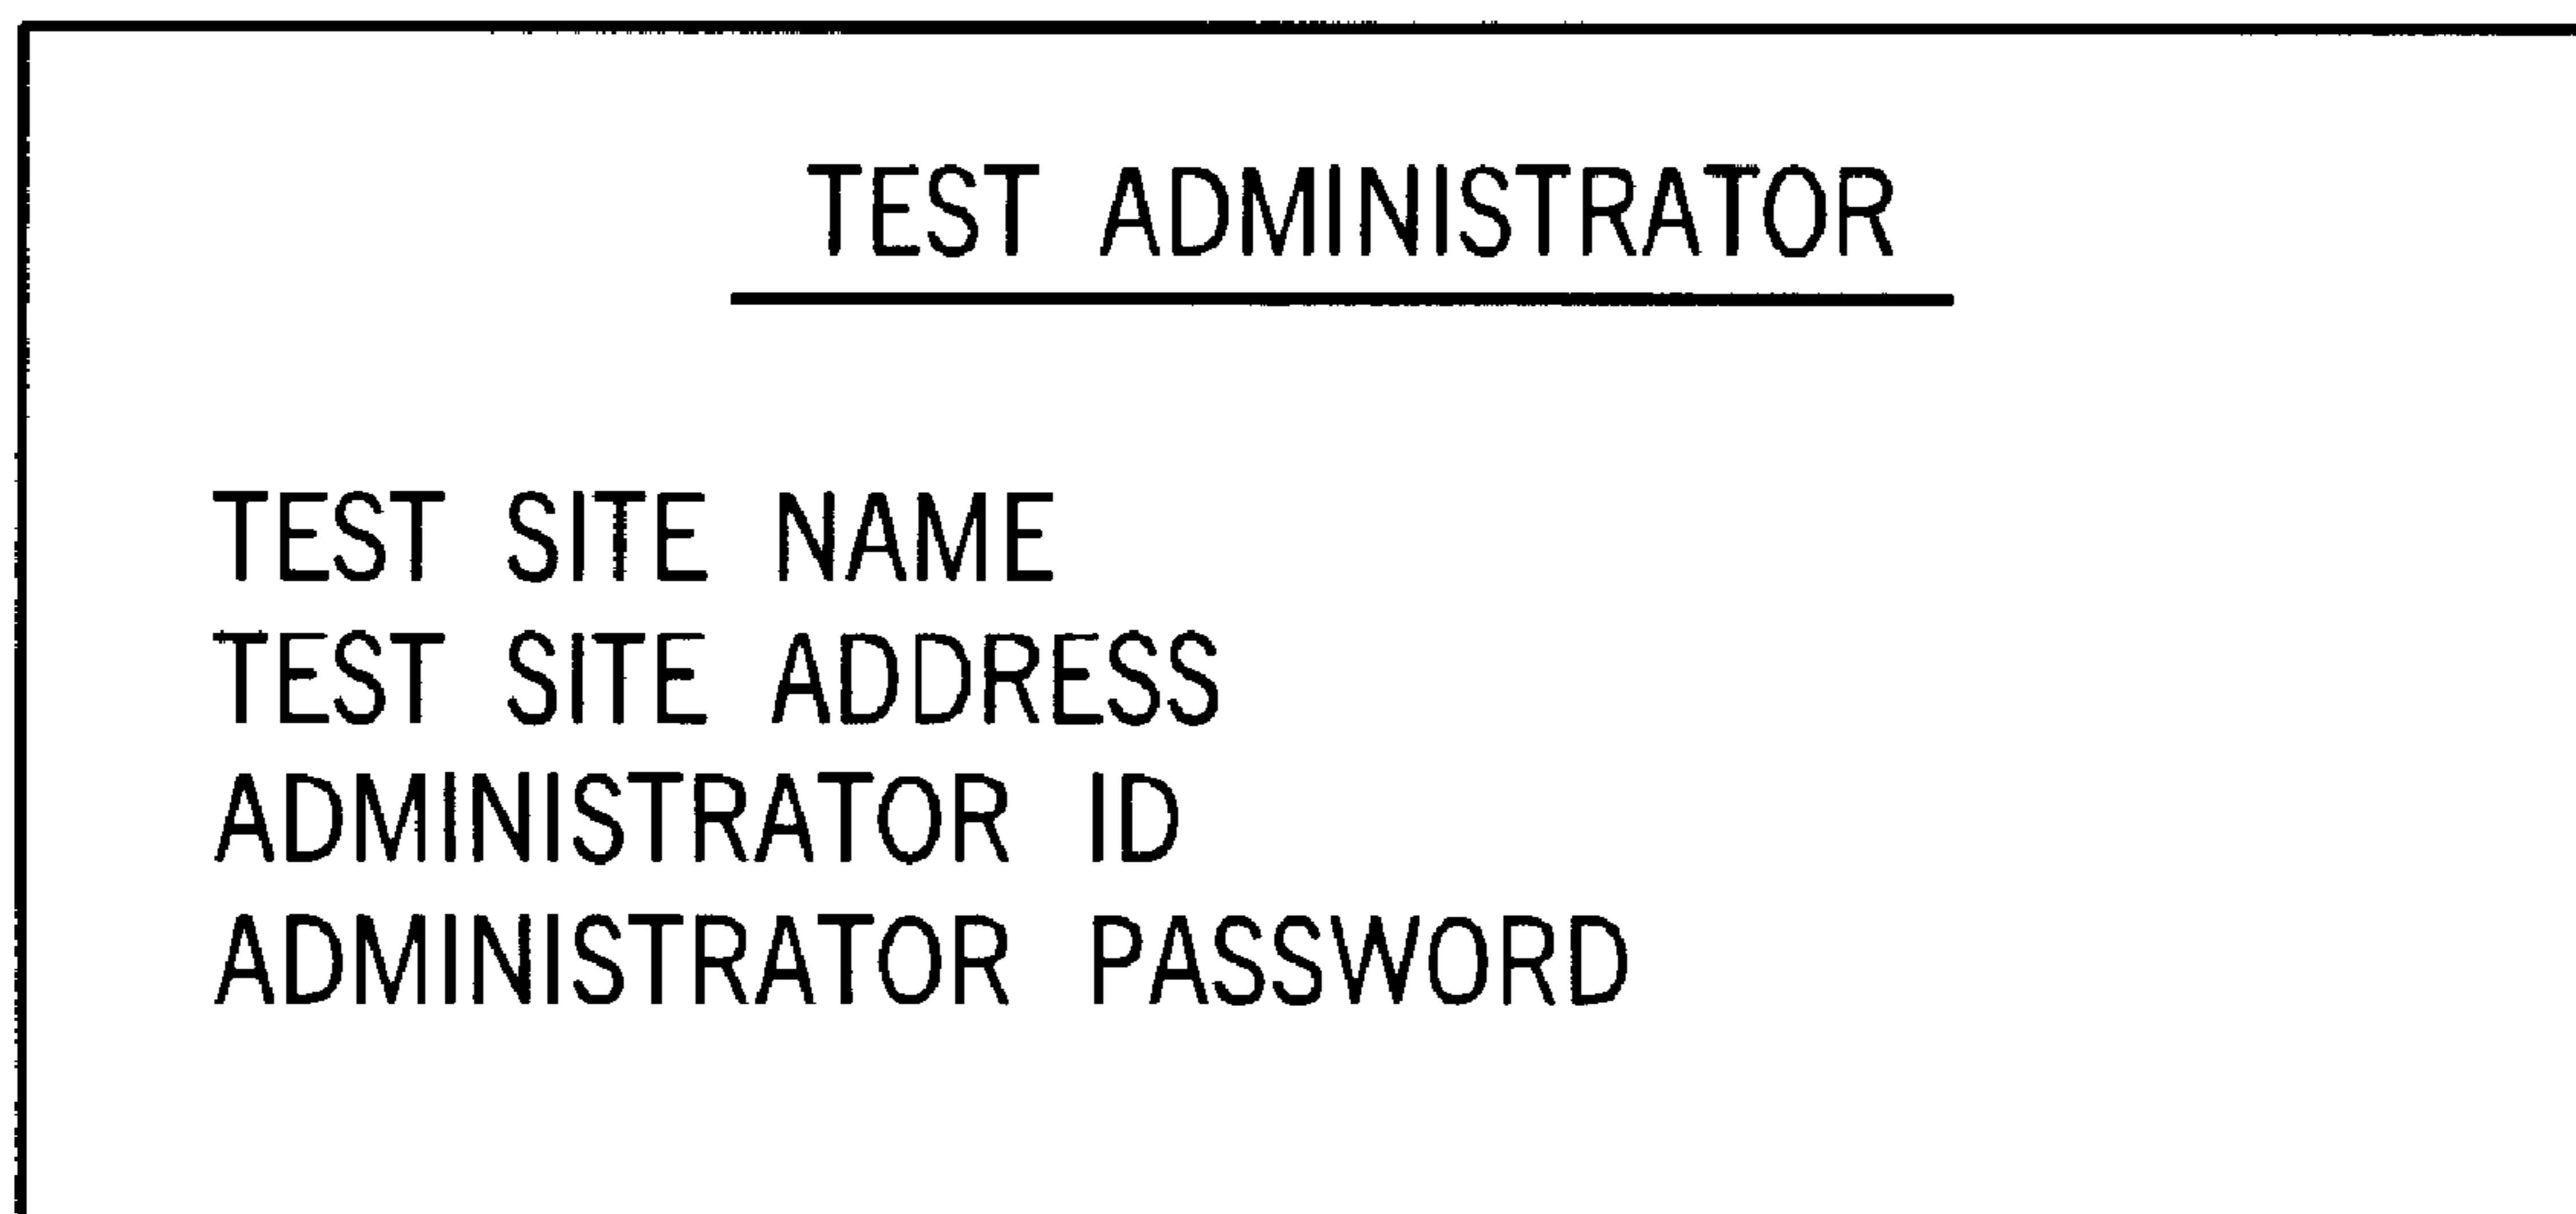 TEST ADMINISTRATOR
TEST SITE NAME
TEST SITE ADDRESS
ADMINISTRATOR ID
ADMINISTRATOR PASSWORD